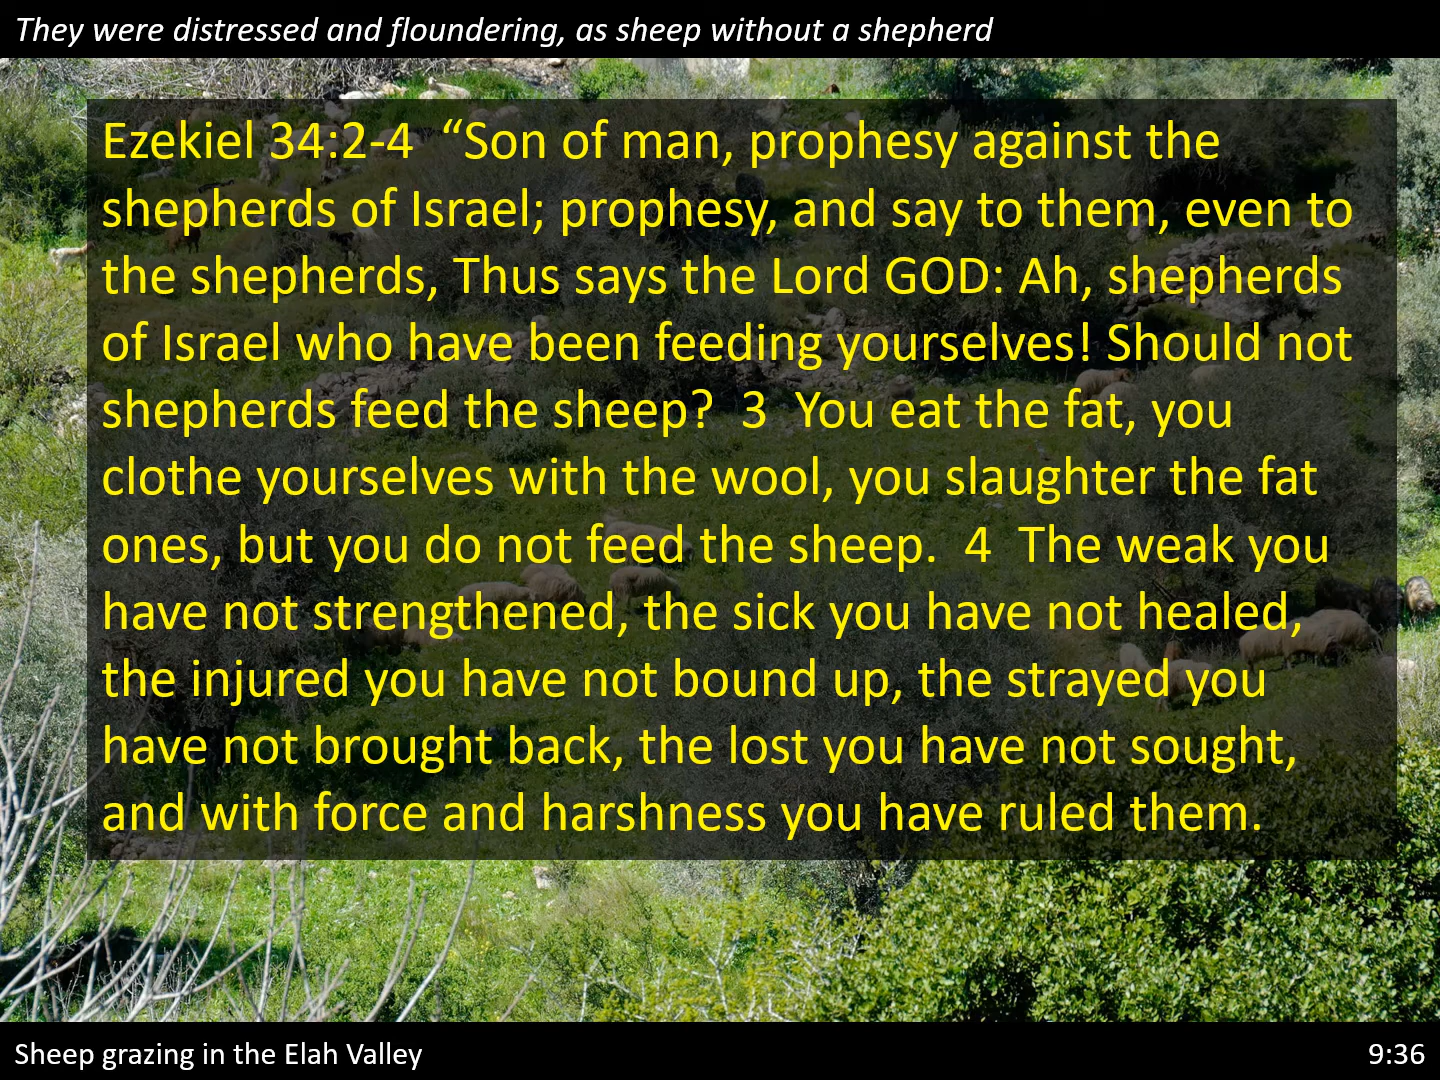 They were distressed and floundering, as sheep without a shepherd
Ezekiel 34:2-4  “Son of man, prophesy against the
shepherds of Israel; prophesy, and say to them, even to
the shepherds, Thus says the Lord GOD: Ah, shepherds
of Israel who have been feeding yourselves! Should not
shepherds feed the sheep?  3  You eat the fat, you
clothe yourselves with the wool, you slaughter the fat
ones, but you do not feed the sheep.  4  The weak you
have not strengthened, the sick you have not healed,
the injured you have not bound up, the strayed you
have not brought back, the lost you have not sought,
and with force and harshness you have ruled them.
Sheep grazing in the Elah Valley
9:36